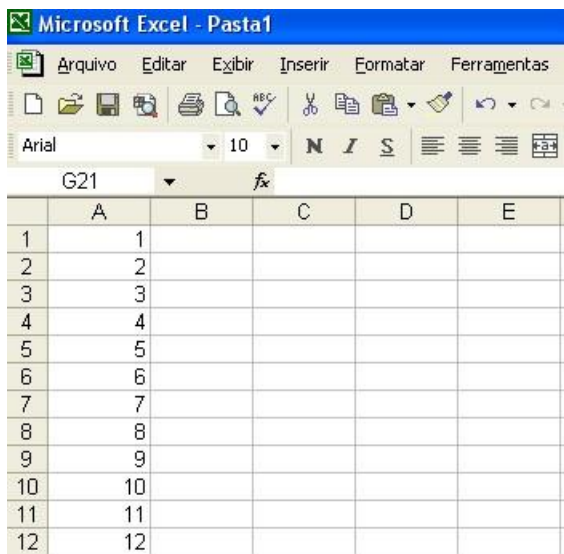 Microsoft Excel - Pasta1
Arquivo Editar Exibir Inserir Formatar Ferramentas
ABC
Arial 10 N I S a
G21 fx
A B C D E
1 1
2 2
3 3
4 4
5 5
6 6
7 7
8 8
9 9
10 10
11 11
12 12